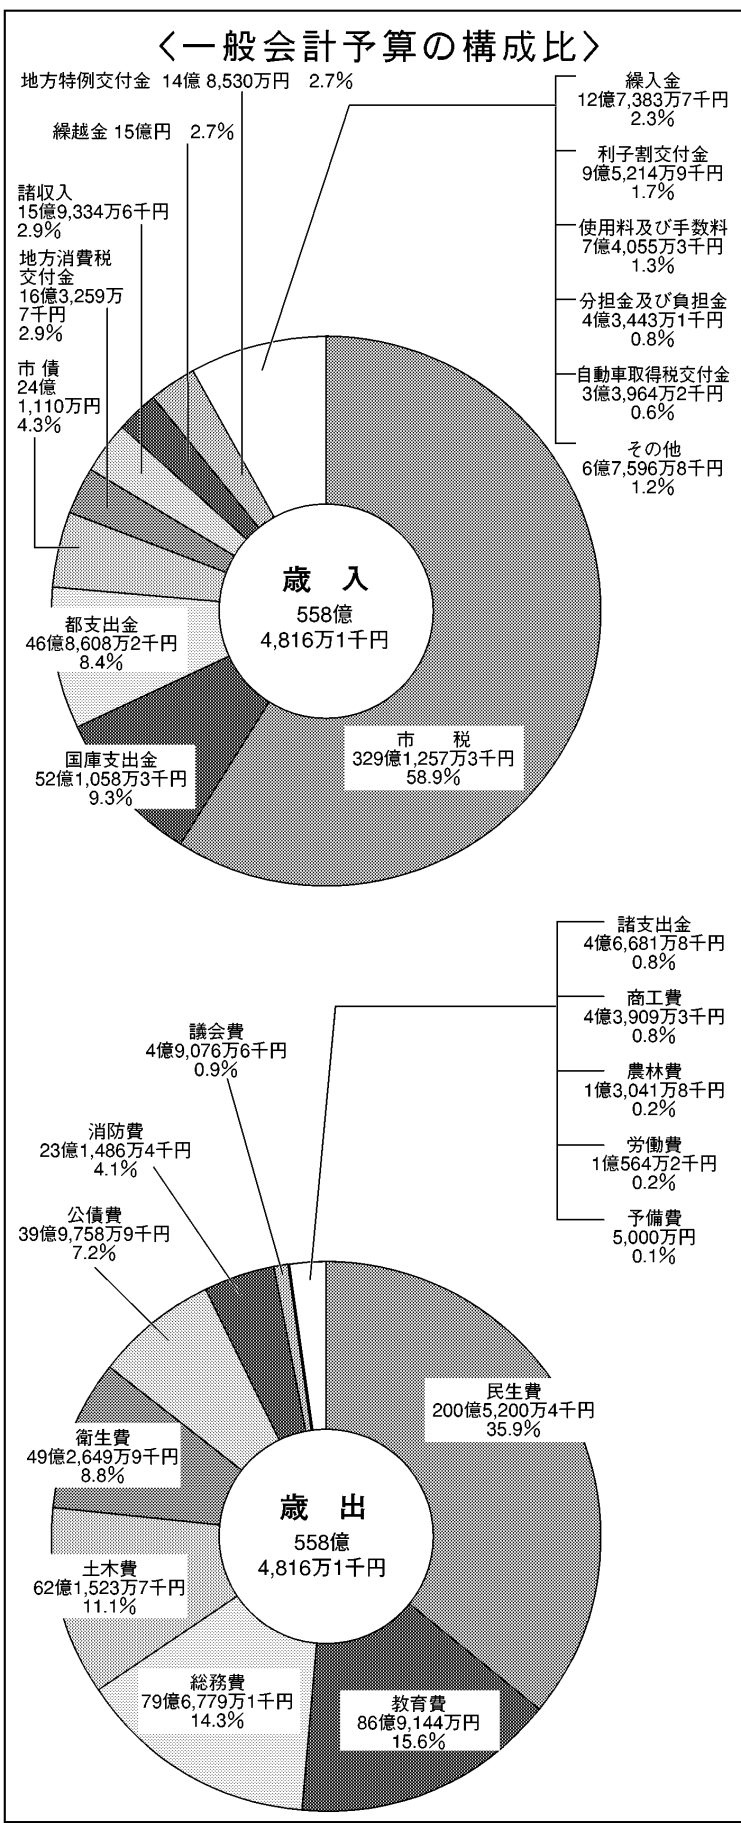 〈一般会計予算の構成比〉
地方特例交付金 14億 8,530万円 2.7%
繰越金 15億円 2.7%
諸収入
15億9,334万6千円
2.9%
地方消費税
交付金
16億3,259万
7千円
2.9%
市 債
24億
1,110万円
4.3%
繰入金
12億7,383万7千円
2.3%
利子割交付金
9億5,214万9千円
1.7%
使用料及び手数料
7億4,055万3千円
1.3%
分担金及び負担金
4億3,443万1千円
0.8%
自動車取得税交付金
3億3,964万2千円
0.6%
その他
6億7,596万8千円
1.2%
歳 入
558億
4,816万1千円
都支出金
46億8,608万2千円
8.4%
国庫支出金
52億1,058万3千円
9.3%
市 税
329億1,257万3千円
58.9%
諸支出金
4億6,681万8千円
0.8%
商工費
4億3,909万3千円
0.8%
農林費
1億3,041万8千円
0.2%
労働費
1億564万2千円
0.2%
予備費
5,000万円
0.1%
議会費
4億9,076万6千円
0.9%
消防費
23億1,486万4千円
4.1%
公債費
39億9,758万9千円
7.2%
民生費
200億5,200万4千円
35.9%
衛生費
49億2,649万9千円
8.8%
歳 出
558億
4,816万1千円
土木費
62億1,523万7千円
11.1%
総務費
79億6,779万1千円
14.3%
教育費
86億9,144万円
15.6%